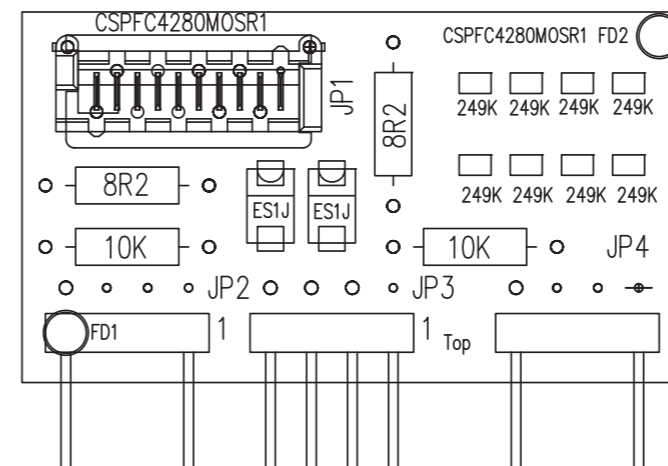 CSPFC4280MOSR1
CSPFC4280MOSR1 FD2
JP1
8R2
249K 249K 249K 249K
8R2
ES1J ES1J
249K 249K 249K 249K
10K
10K
JP4
JP2
JP3
FD1
1
1
Top